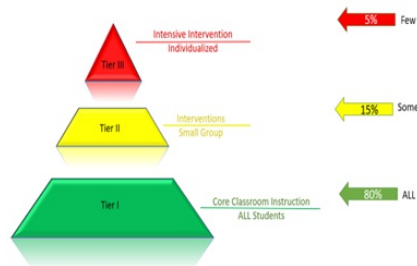 5%
Few
Intensive Intervention
Individualized
Tier III
15%
Some
Interventions
Small Group
Tier II
80%
ALL
Core Classroom Instruction
ALL Students
Tier I